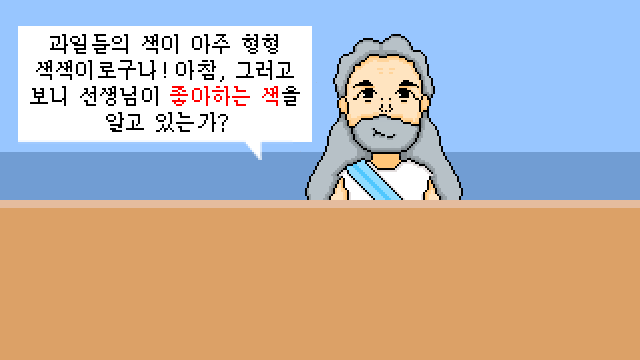 과일들의 색이 아주 형형
색색이로구나! 아참, 그러고
보니 선생님이 좋아하는 색을
알고 있는가?